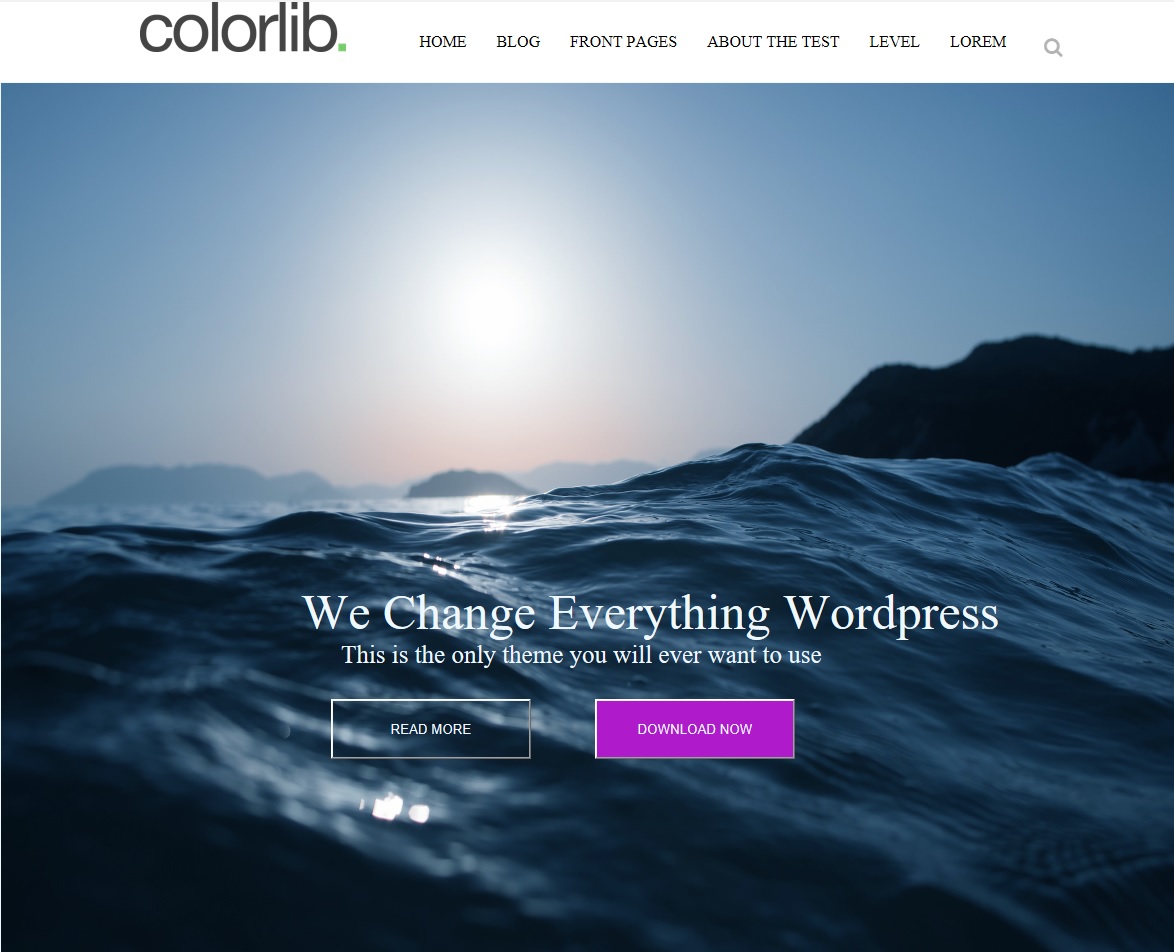 colorlib.
HOME BLOG FRONT PAGES ABOUT THE TEST LEVEL LOREM
We Change Everything Wordpress
This is the only theme you will ever want to use
READ MORE DOWNLOAD NOW